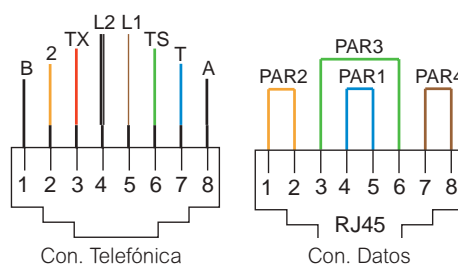 B 2 TX L2 L1 TS T A
1 2 3 4 5 6 7 8
Con. Telefónica
PAR3
PAR2 PAR1 PAR4
1 2 3 4 5 6 7 8
RJ45
Con. Datos